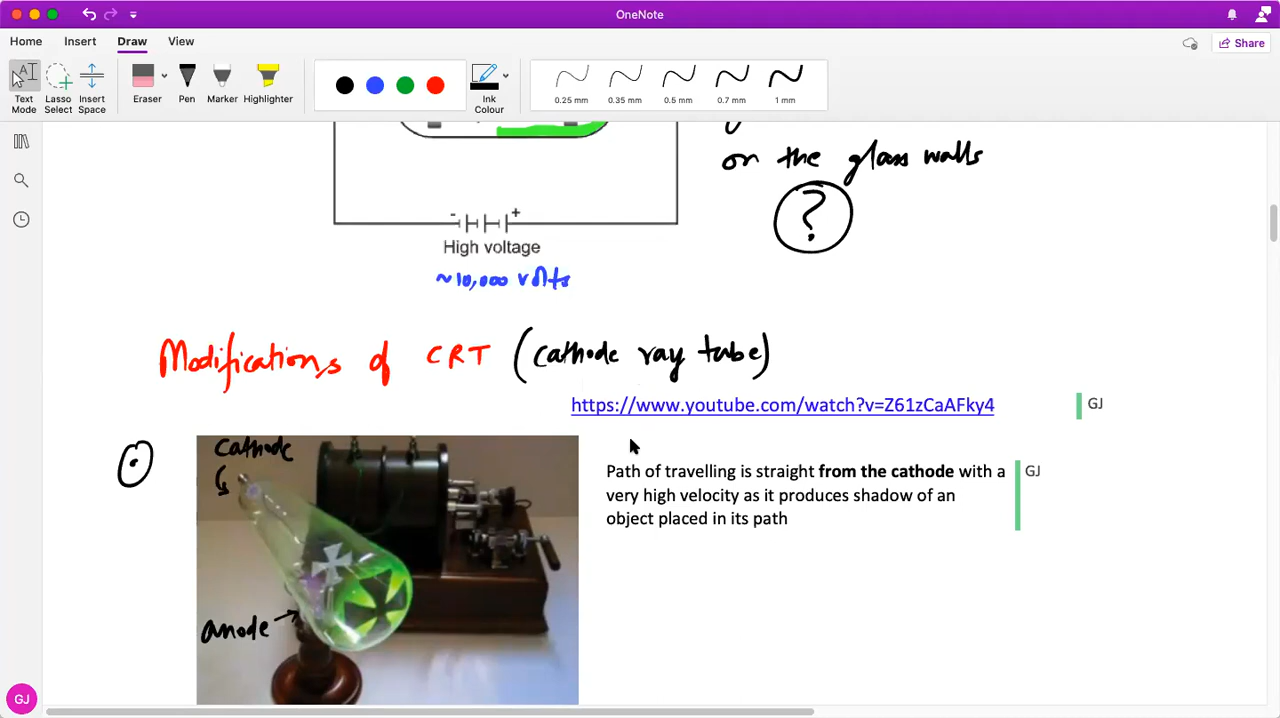 OneNote
Home Insert Draw View
Share
Text Mode
Lasso Select
Insert Space
Eraser
Pen
Marker
Highlighter
Ink Colour
0.25 mm
0.35 mm
0.5 mm
0.7 mm
1 mm
on the glass walls
?
- +
High voltage
~10,000 volts
Modifications of CRT (cathode ray tube)
https://www.youtube.com/watch?v=Z61zCaAFky4
GJ
Cathode
Path of travelling is straight from the cathode with a
GJ
very high velocity as it produces shadow of an
object placed in its path
anode
GJ